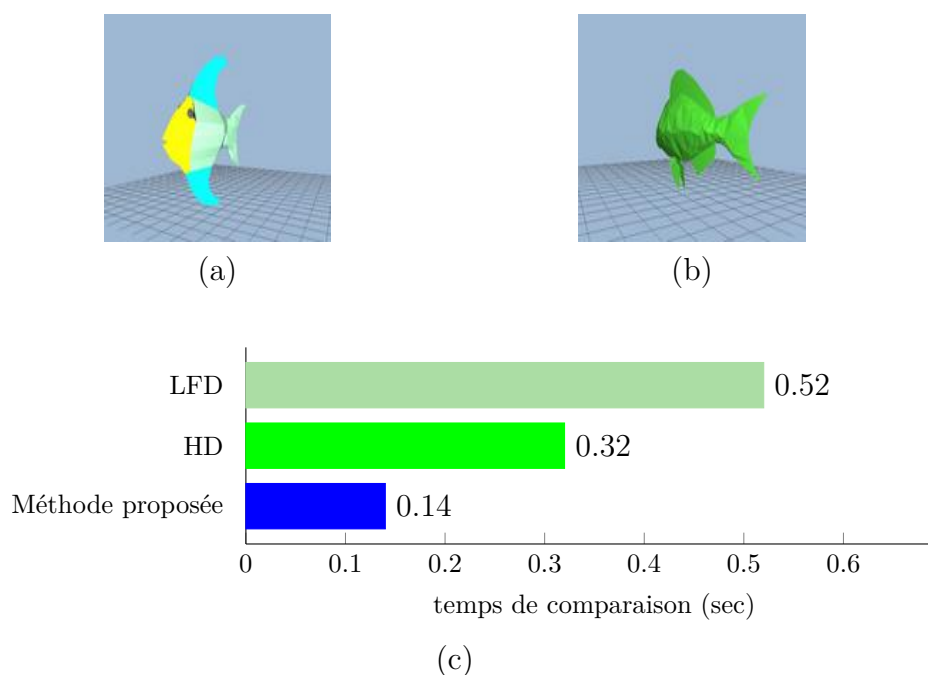 (a)
(b)
LFD
0.52
HD
0.32
Méthode proposée
0.14
0 0.1 0.2 0.3 0.4 0.5 0.6
temps de comparaison (sec)
(c)